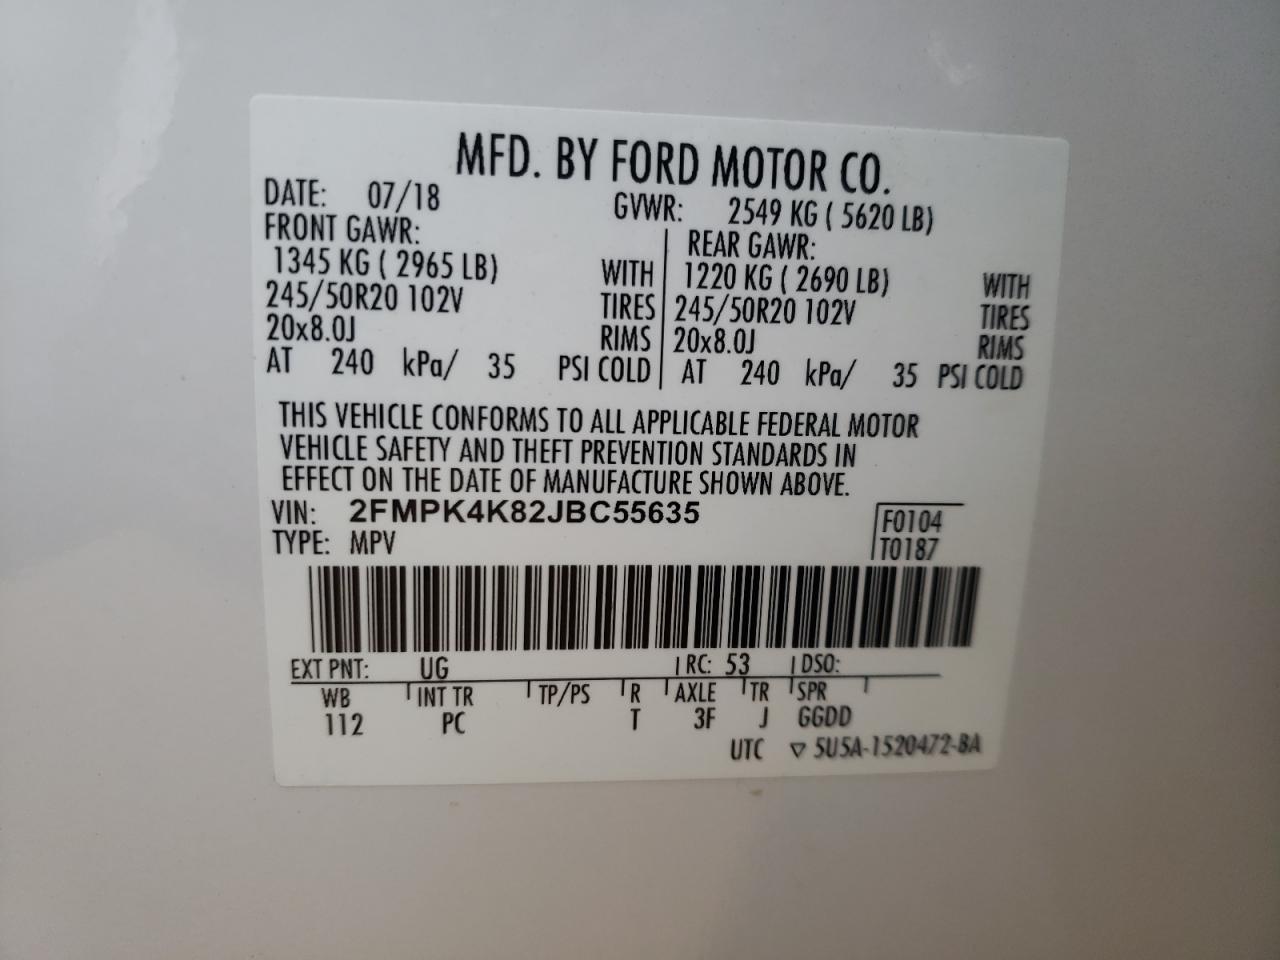 MFD. BY FORD MOTOR CO.
DATE: 07/18 GVWR: 2549 KG ( 5620 LB)
FRONT GAWR: REAR GAWR:
1345 KG ( 2965 LB) WITH 1220 KG ( 2690 LB) WITH
245/50R20 102V TIRES 245/50R20 102V TIRES
20x8.0J RIMS 20x8.0J RIMS
AT 240 kPa/ 35 PSI COLD AT 240 kPa/ 35 PSI COLD
THIS VEHICLE CONFORMS TO ALL APPLICABLE FEDERAL MOTOR
VEHICLE SAFETY AND THEFT PREVENTION STANDARDS IN
EFFECT ON THE DATE OF MANUFACTURE SHOWN ABOVE.
VIN: 2FMPK4K82JBC55635 F0104
TYPE: MPV T0187
EXT PNT: UG RC: 53 DSO:
WB INT TR TP/PS R AXLE TR SPR
112 PC T 3F J GGDD
UTC ▽ 5U5A-1520472-BA